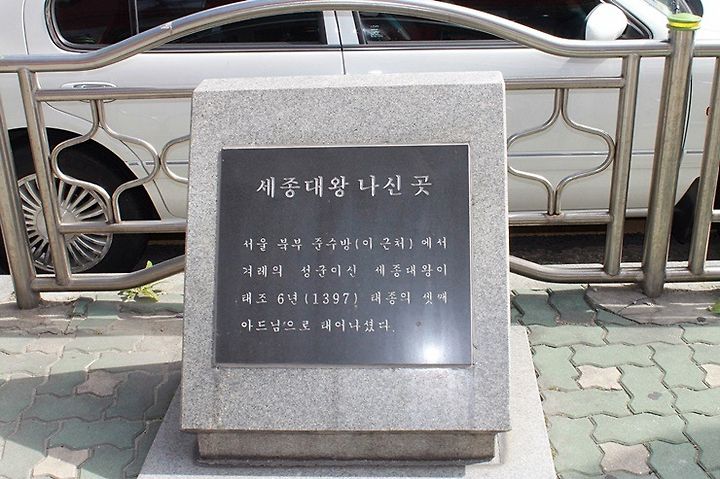 세종대왕 나신 곳
서울 북부 준수방(이 근처)에서
겨레의 성군이신 세종대왕이
태조 6년(1397) 태종의 셋째
아드님으로 태어나셨다.